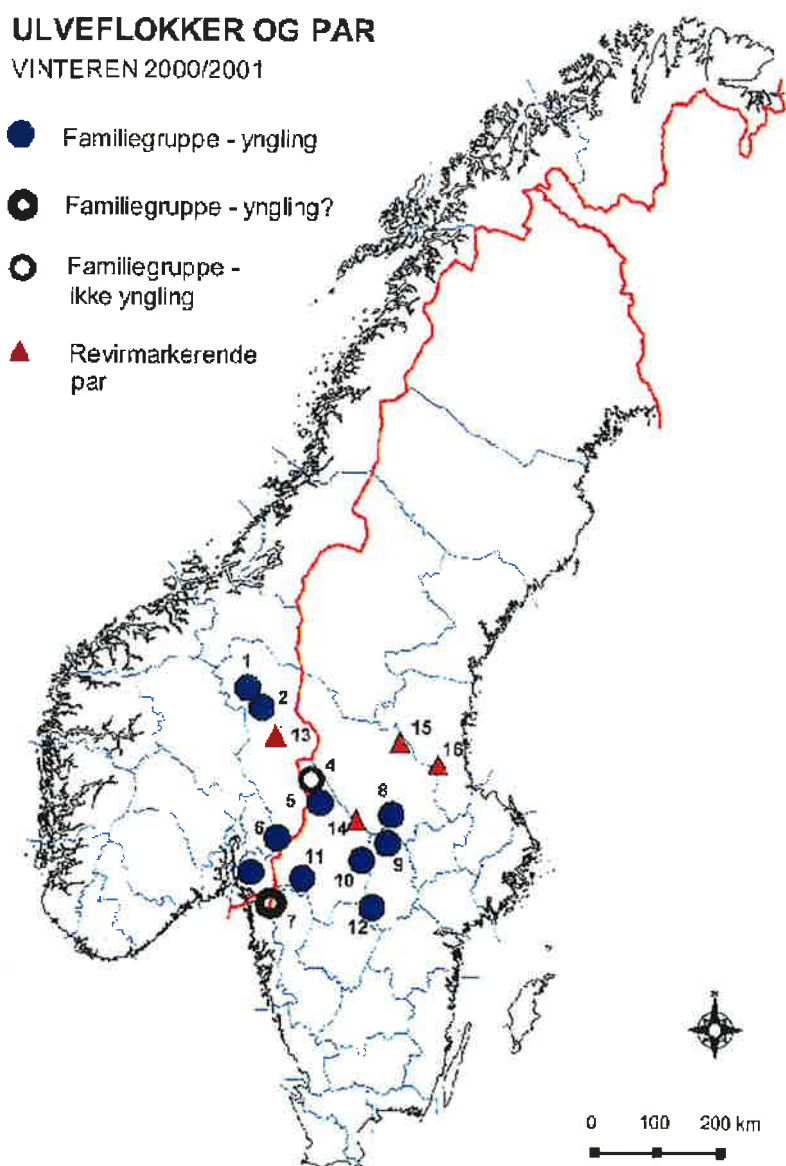 ULVEFLOKKER OG PAR
VINTEREN 2000/2001
Familiegruppe - yngling
Familiegruppe - yngling?
Familiegruppe -
ikke yngling
Revirmarkerende
par
1
2
13
15
16
4
5
8
14
6
9
11
10
7
12
N
0 100 200 km